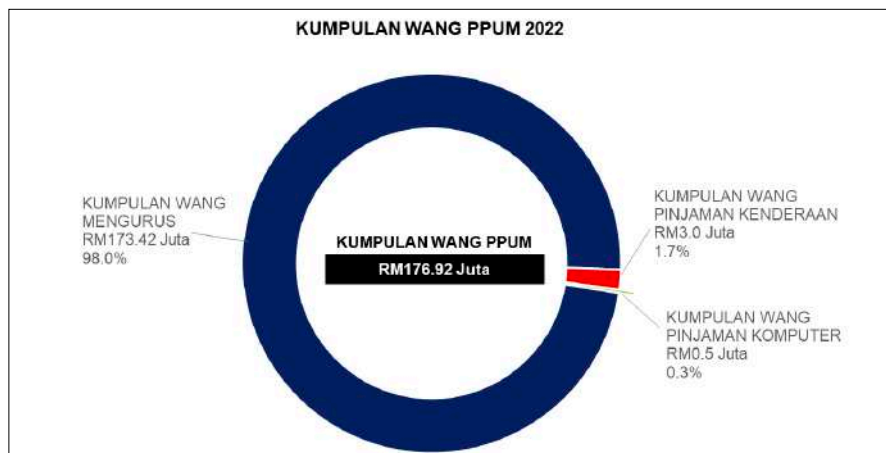 KUMPULAN WANG PPUM 2022
KUMPULAN WANG
MENGURUS
RM173.42 Juta
98.0%
KUMPULAN WANG PPUM
RM176.92 Juta
KUMPULAN WANG
PINJAMAN KENDERAAN
RM3.0 Juta
1.7%
KUMPULAN WANG
PINJAMAN KOMPUTER
RM0.5 Juta
0.3%